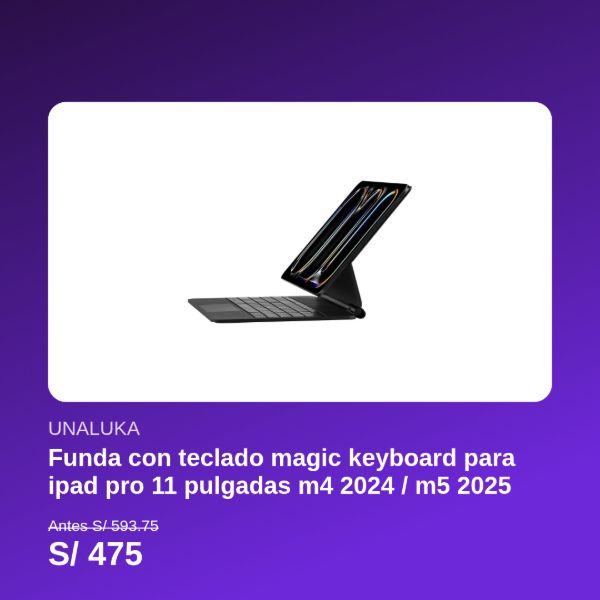 UNALUKA
Funda con teclado magic keyboard para
ipad pro 11 pulgadas m4 2024 / m5 2025
Antes S/ 593.75
S/ 475